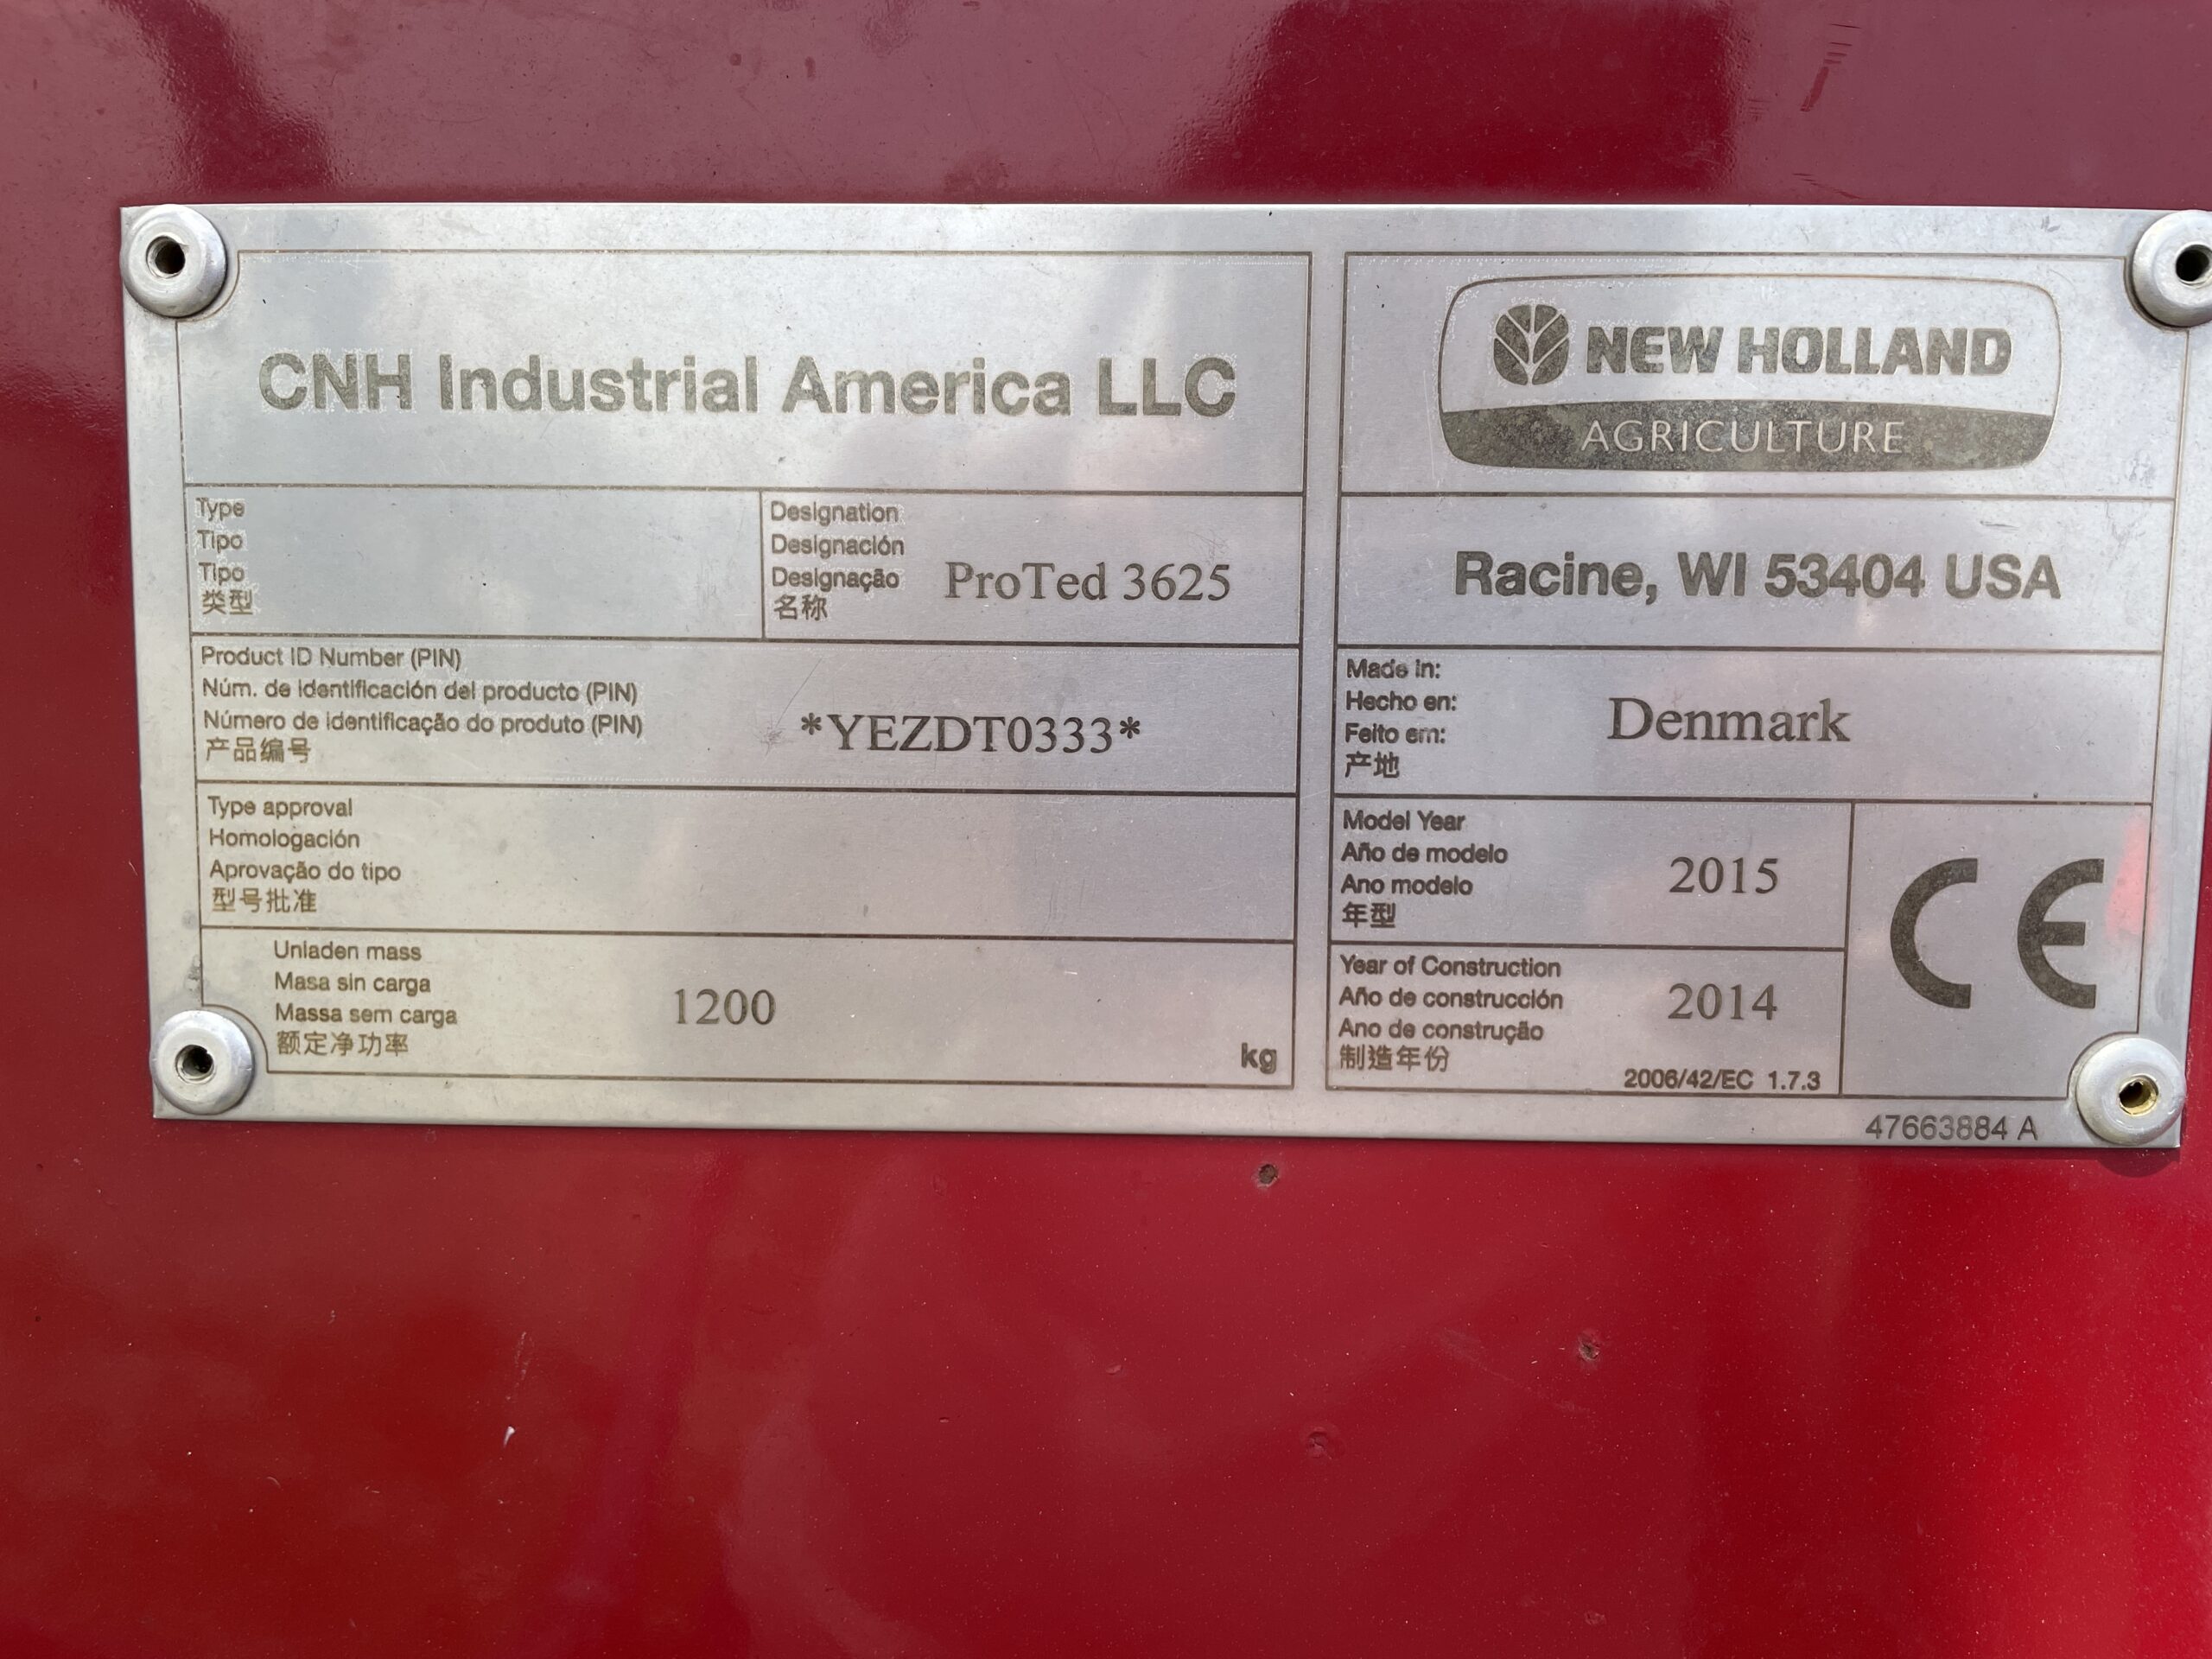 CNH Industrial America LLC
NEW HOLLAND
AGRICULTURE
Type
Tipo
Tipo
类型
Designation
Designación
Designação
名称
ProTed 3625
Racine, WI 53404 USA
Product ID Number (PIN)
Núm. de identificación del producto (PIN)
Número de identificação do produto (PIN)
产品编号
*YEZDT0333*
Made in:
Hecho en:
Feito em:
产地
Denmark
Type approval
Homologación
Aprovação do tipo
型号批准
Model Year
Año de modelo
Ano modelo
年型
2015
Unladen mass
Masa sin carga
Massa sem carga
额定净功率
1200
kg
Year of Construction
Año de construcción
Ano de construção
制造年份
2014
2006/42/EC 1.7.3
CE
47663884 A